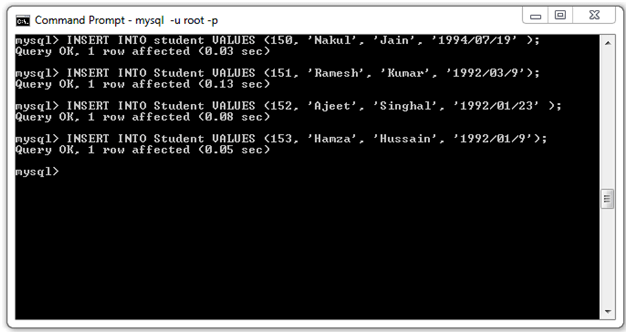 Command Prompt - mysql -u root -p
mysql> INSERT INTO student VALUES (150, 'Nakul', 'Jain', '1994/07/19' );
Query OK, 1 row affected (0.03 sec)
mysql> INSERT INTO Student VALUES (151, 'Ramesh', 'Kumar', '1992/03/9');
Query OK, 1 row affected (0.13 sec)
mysql> INSERT INTO Student VALUES (152, 'Ajeet', 'Singhal', '1992/01/23' );
Query OK, 1 row affected (0.08 sec)
mysql> INSERT INTO Student VALUES (153, 'Hamza', 'Hussain', '1992/01/9');
Query OK, 1 row affected (0.05 sec)
mysql>